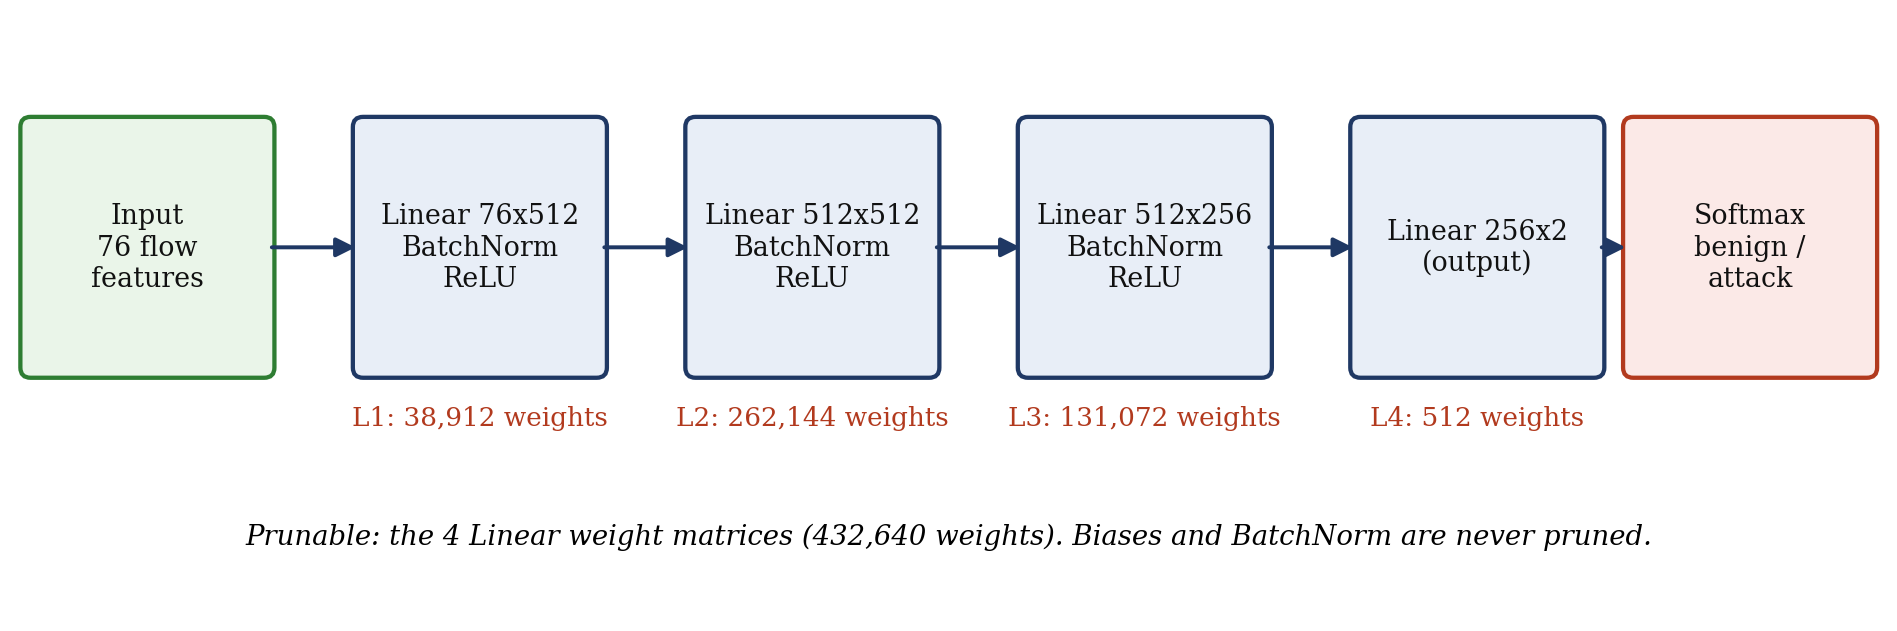 Input
76 flow
features
Linear 76x512
BatchNorm
ReLU
Linear 512x512
BatchNorm
ReLU
Linear 512x256
BatchNorm
ReLU
Linear 256x2
(output)
Softmax
benign /
attack
L1: 38,912 weights
L2: 262,144 weights
L3: 131,072 weights
L4: 512 weights
Prunable: the 4 Linear weight matrices (432,640 weights). Biases and BatchNorm are never pruned.